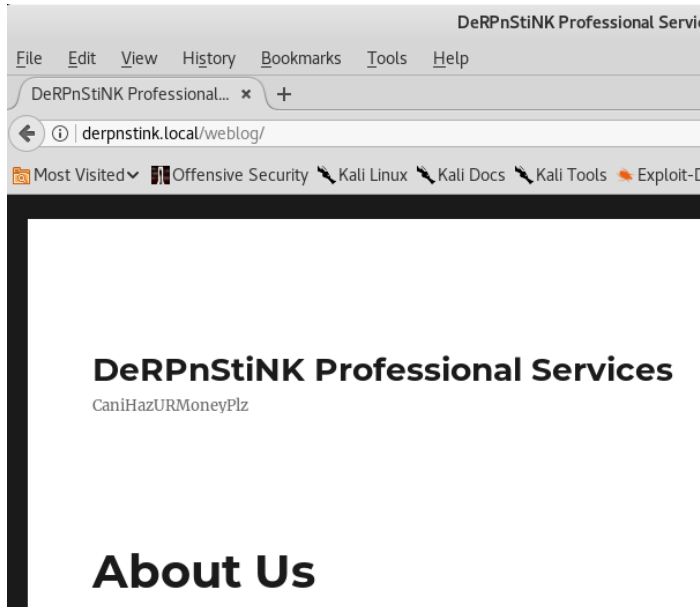 DeRPnStiNK Professional Servic
File Edit View History Bookmarks Tools Help
DeRPnStiNK Professional... × +
derpnstink.local/weblog/
Most Visited Offensive Security Kali Linux Kali Docs Kali Tools Exploit-D
DeRPnStiNK Professional Services
CaniHazURMoneyPlz
About Us